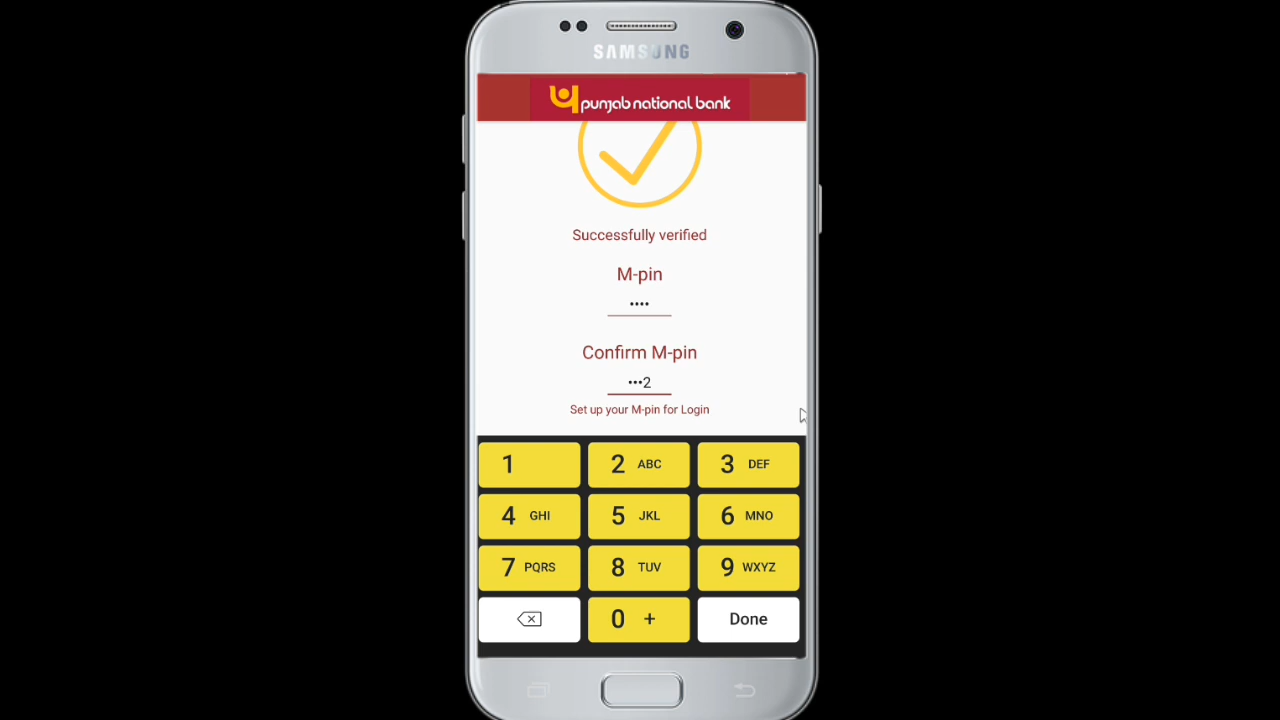 SAMSUNG
punjab national bank
Successfully verified
M-pin
••••
Confirm M-pin
•••2
Set up your M-pin for Login
1
2 ABC
3 DEF
4 GHI
5 JKL
6 MNO
7 PQRS
8 TUV
9 WXYZ
0 +
Done